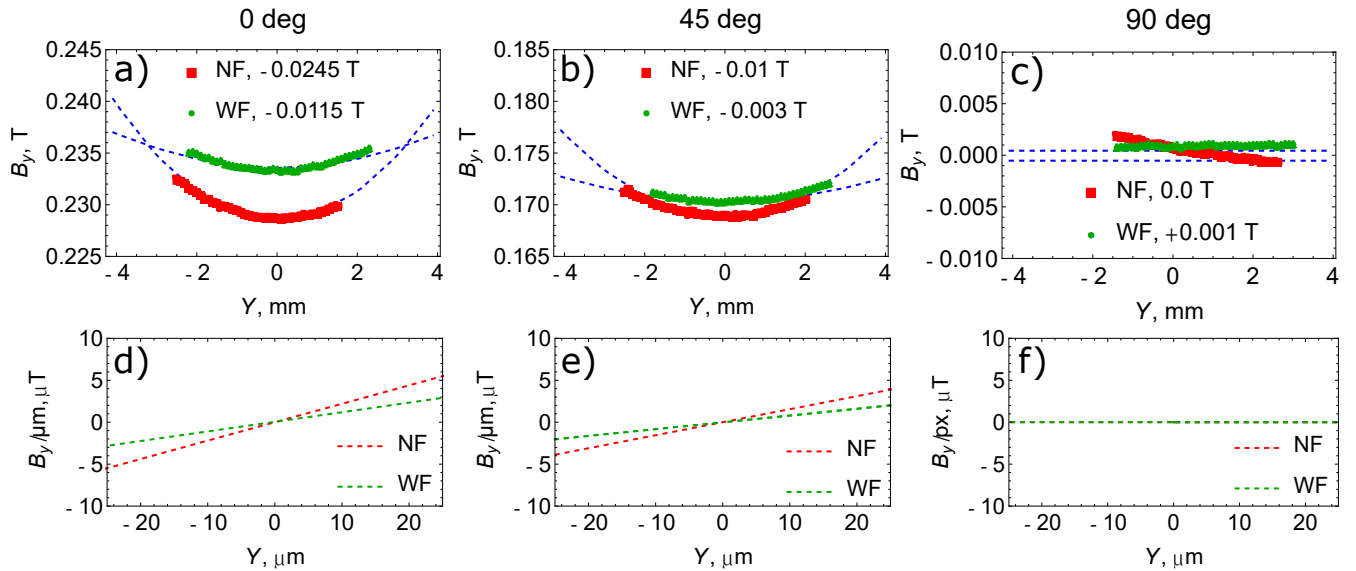 0 deg
45 deg
90 deg
a)
NF, - 0.0245 T
WF, - 0.0115 T
0.245
0.240
0.235
0.230
0.225
B_y, T
- 4
- 2
0
2
4
Y, mm
b)
NF, - 0.01 T
WF, - 0.003 T
0.185
0.180
0.175
0.170
0.165
B_y, T
- 4
- 2
0
2
4
Y, mm
c)
NF, 0.0 T
WF, +0.001 T
0.010
0.005
0.000
- 0.005
- 0.010
B_y, T
- 4
- 2
0
2
4
Y, mm
d)
NF
WF
10
5
0
- 5
- 10
B_y/μm, μT
- 20
- 10
0
10
20
Y, μm
e)
NF
WF
10
5
0
- 5
- 10
B_y/μm, μT
- 20
- 10
0
10
20
Y, μm
f)
NF
WF
10
5
0
- 5
- 10
B_y/px, μT
- 20
- 10
0
10
20
Y, μm